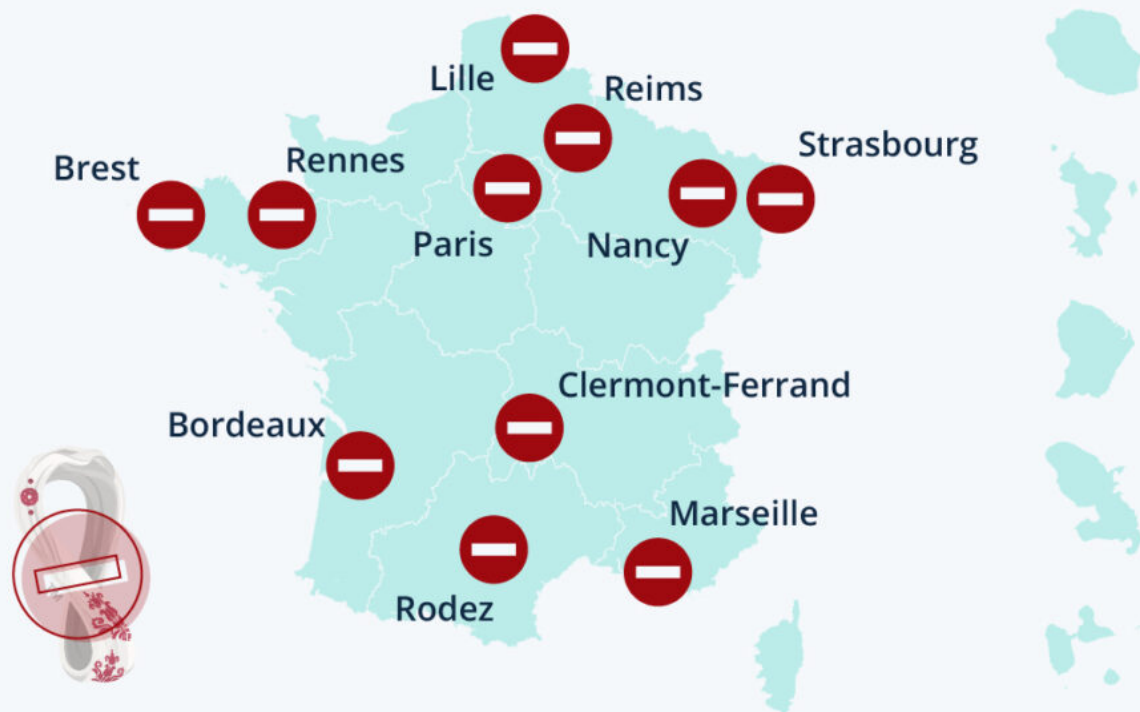 Lille
Reims
Strasbourg
Brest
Rennes
Paris
Nancy
Clermont-Ferrand
Bordeaux
Marseille
Rodez